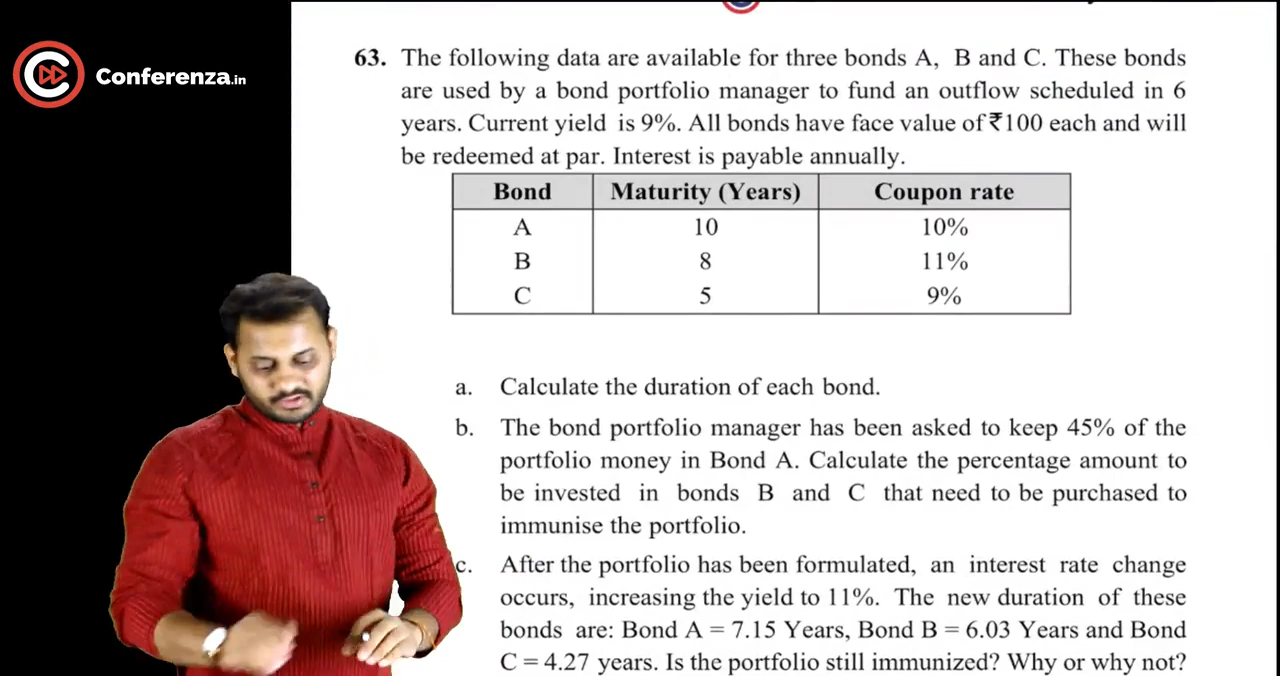 Conferenza.in
63. The following data are available for three bonds A, B and C. These bonds
are used by a bond portfolio manager to fund an outflow scheduled in 6
years. Current yield is 9%. All bonds have face value of ₹100 each and will
be redeemed at par. Interest is payable annually.
Bond Maturity (Years) Coupon rate
A 10 10%
B 8 11%
C 5 9%
a. Calculate the duration of each bond.
b. The bond portfolio manager has been asked to keep 45% of the
portfolio money in Bond A. Calculate the percentage amount to
be invested in bonds B and C that need to be purchased to
immunise the portfolio.
c. After the portfolio has been formulated, an interest rate change
occurs, increasing the yield to 11%. The new duration of these
bonds are: Bond A = 7.15 Years, Bond B = 6.03 Years and Bond
C = 4.27 years. Is the portfolio still immunized? Why or why not?